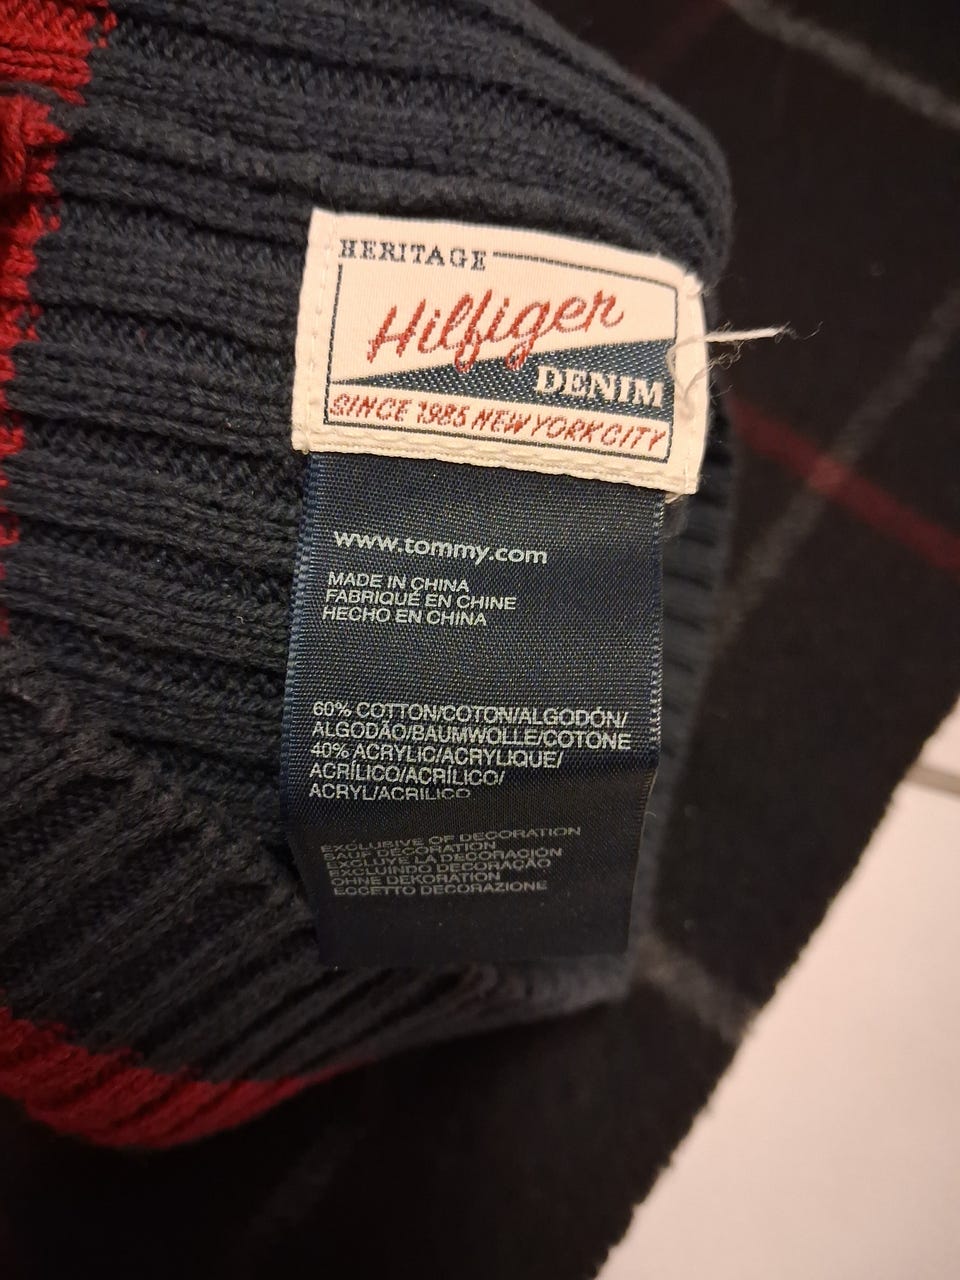 HERITAGE
Hilfiger
DENIM
SINCE 1985 NEW YORK CITY
www.tommy.com
MADE IN CHINA
FABRIQUÉ EN CHINE
HECHO EN CHINA
60% COTTON/COTON/ALGODÓN/
ALGODÃO/BAUMWOLLE/COTONE
40% ACRYLIC/ACRYLIQUE/
ACRÍLICO/ACRÍLICO/
ACRYL/ACRILICO
EXCLUSIVE OF DECORATION
SAUF DÉCORATION
EXCLUYE LA DECORACIÓN
EXCLUINDO DECORAÇÃO
OHNE DEKORATION
ECCETTO DECORAZIONE